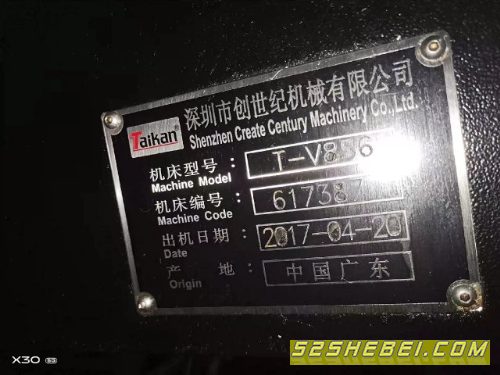 Taikan
深圳市创世纪机械有限公司
Shenzhen Create Century Machinery Co.,Ltd.
机床型号: T-V856
Machine Model
机床编号: 617387
Machine Code
出机日期: 2017-04-20
Date
产 地: 中国广东
Origin
X30
52SHEBEI.COM